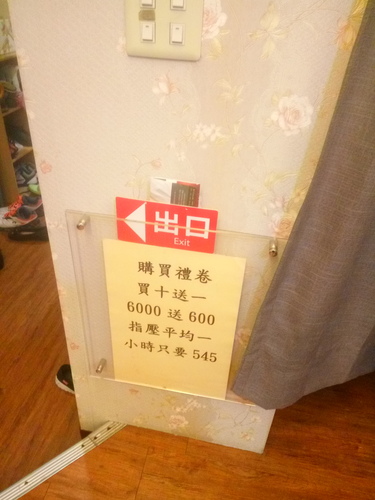 出口
Exit
購買禮卷
買十送一
6000 送 600
指壓平均一
小時只要 545